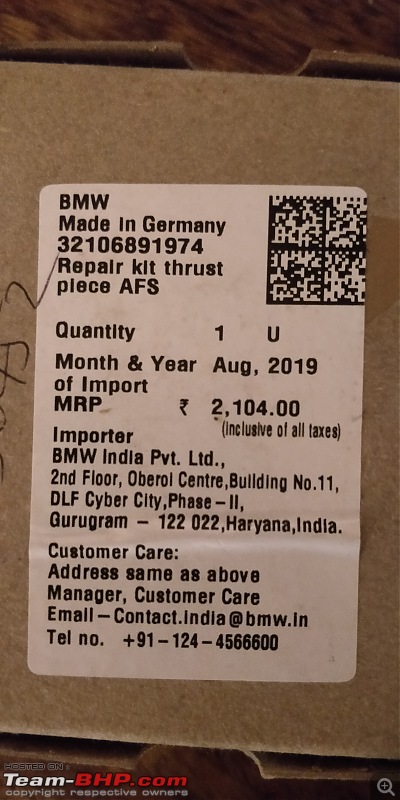 BMW
Made in Germany
32106891974
Repair kit thrust
piece AFS
Quantity 1 U
Month & Year Aug, 2019
of Import
MRP ₹ 2,104.00
(Inclusive of all taxes)
Importer
BMW India Pvt. Ltd.,
2nd Floor, Oberoi Centre,Building No.11,
DLF Cyber City,Phase-II,
Gurugram - 122 022,Haryana,India.
Customer Care:
Address same as above
Manager, Customer Care
Email-Contact.india@bmw.in
Tel no. +91-124-4566600
HOSTED ON :
Team-BHP.com
copyright respective owners